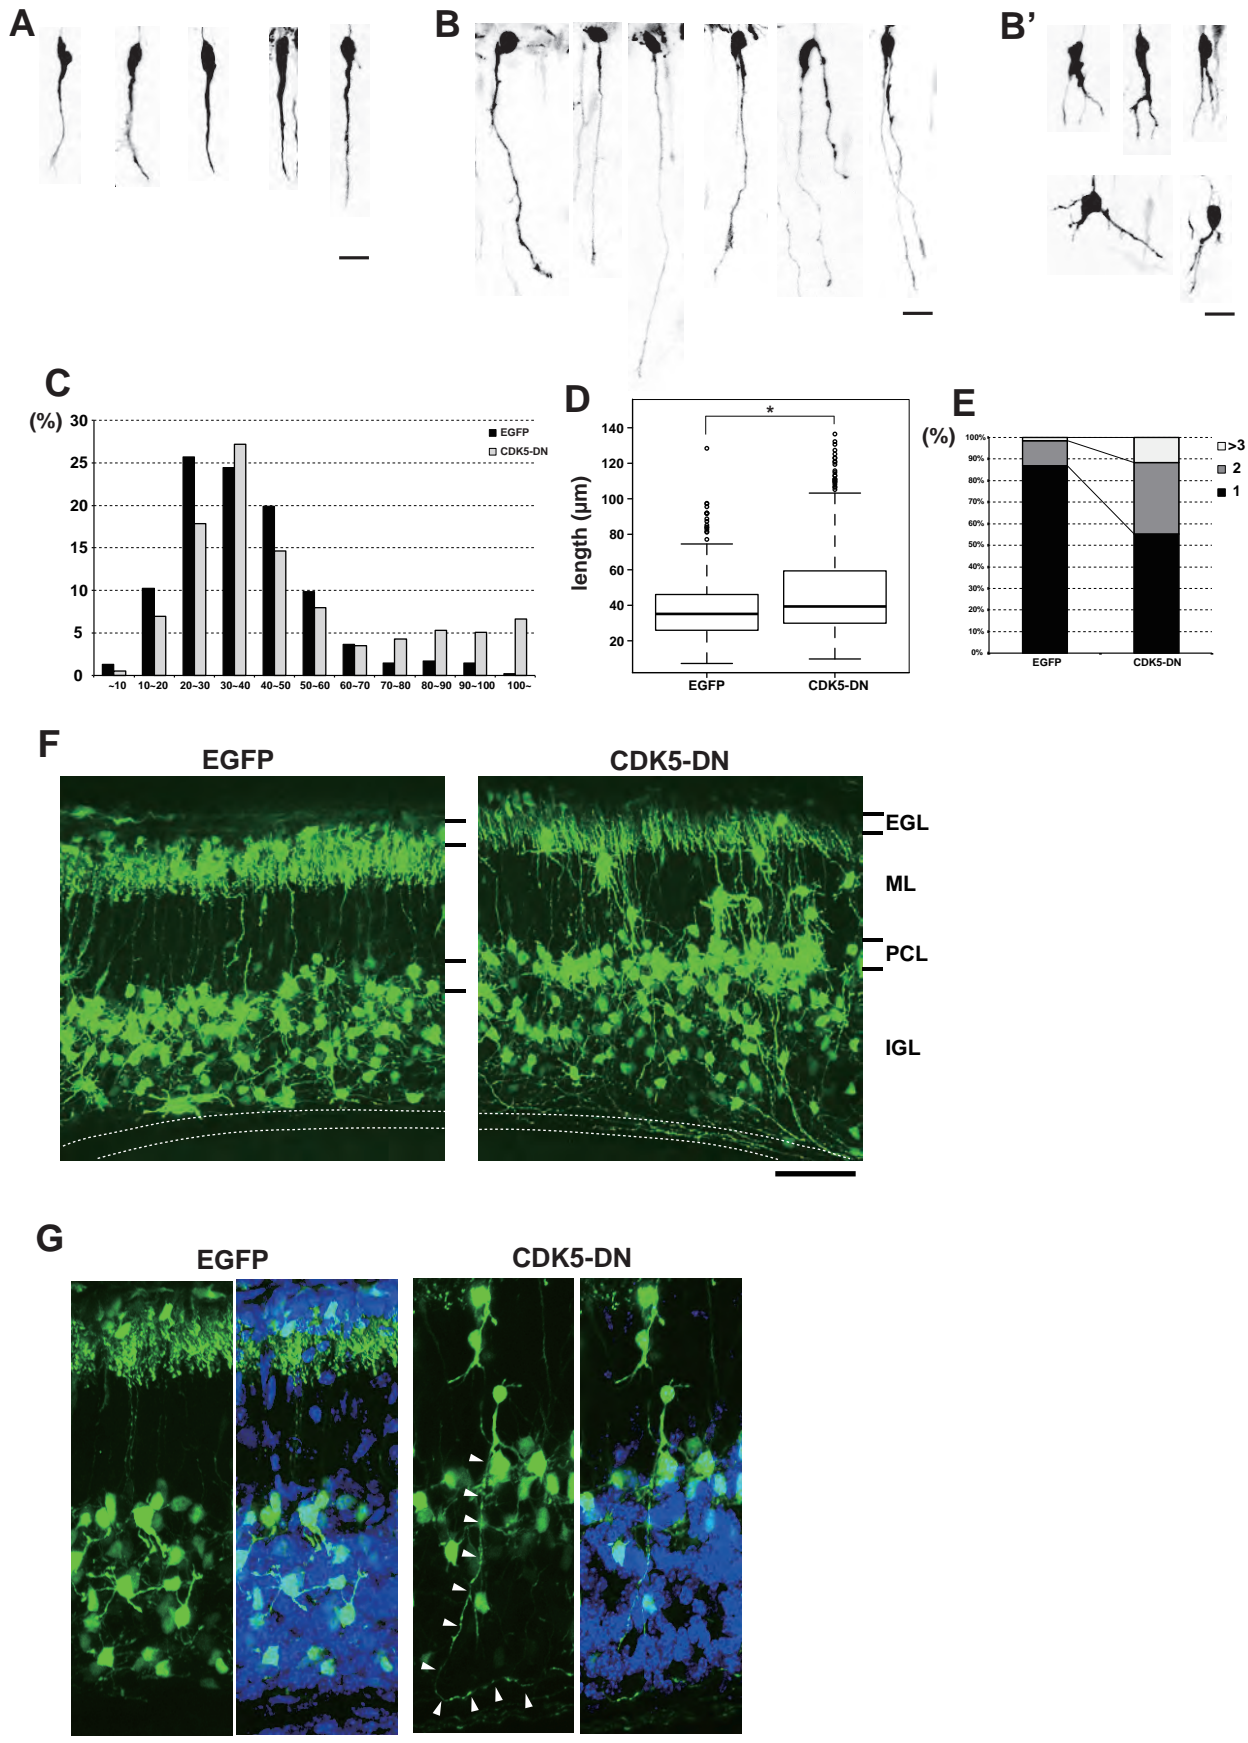 A
B
B'
C
(%)
30
25
20
15
10
5
0
EGFP
CDK5-DN
~10 10~20 20~30 30~40 40~50 50~60 60~70 70~80 80~90 90~100 100~
D
length (µm)
140
120
100
80
60
40
20
*
EGFP CDK5-DN
E
(%)
100%
90%
80%
70%
60%
50%
40%
30%
20%
10%
0%
>3
2
1
EGFP CDK5-DN
F
EGFP CDK5-DN
EGL
ML
PCL
IGL
G
EGFP CDK5-DN